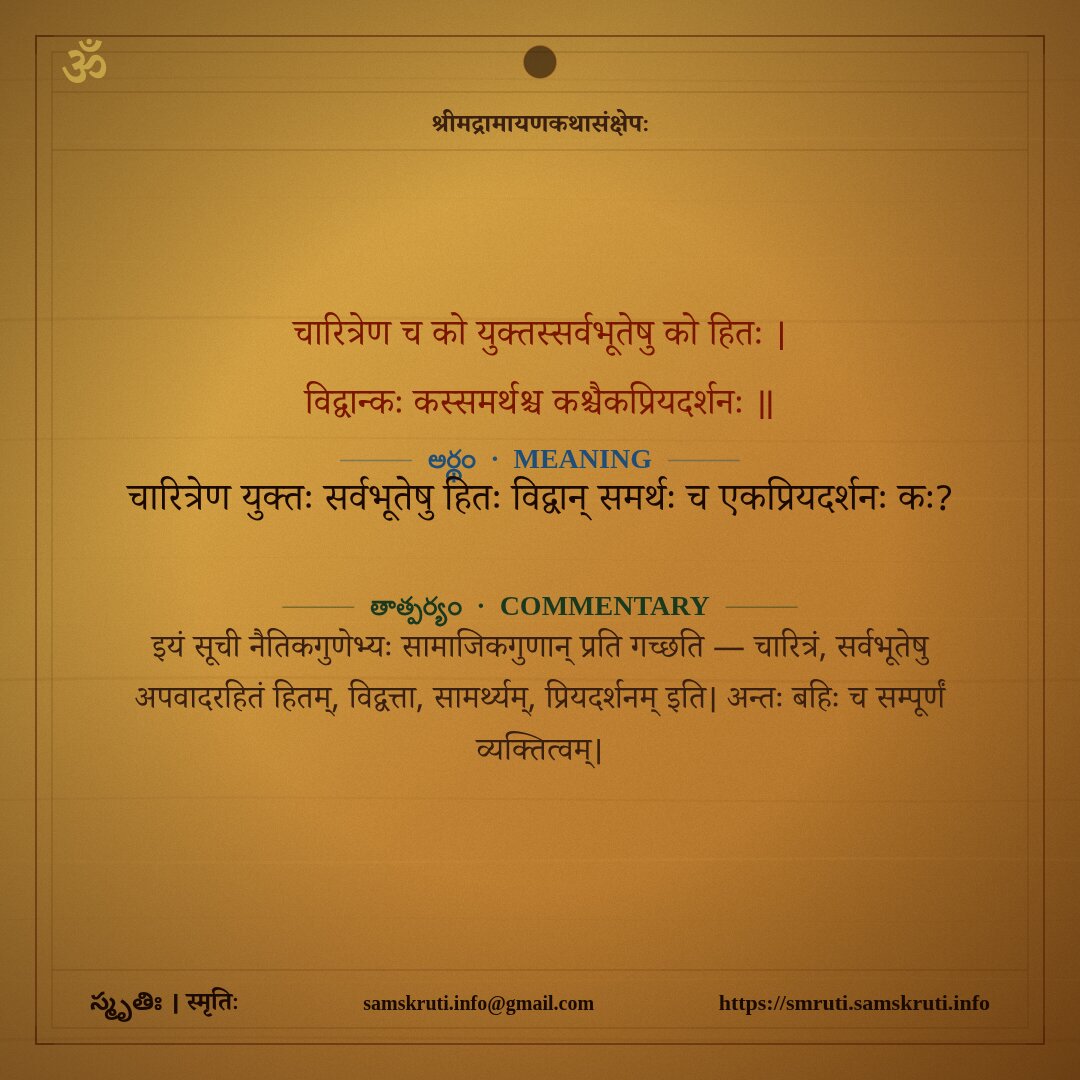 ॐ
श्रीमद्रामायणकथासंक्षेपः
चारित्रेण च को युक्तस्सर्वभूतेषु को हितः |
विद्वान्कः कस्समर्थश्च कश्चैकप्रियदर्शनः ||
అర్థం · MEANING
चारित्रेण युक्तः सर्वभूतेषु हितः विद्वान् समर्थः च एकप्रियदर्शनः कः?
తాత్పర్యం · COMMENTARY
इयं सूची नैतिकगुणेभ्यः सामाजिकगुणान् प्रति गच्छति — चारित्रं, सर्वभूतेषु
अपवादरहितं हितम्, विद्वत्ता, सामर्थ्यम्, प्रियदर्शनम् इति| अन्तः बहिः च सम्पूर्णं
व्यक्तित्वम्|
స్మృతిః | स्मृतिः samskruti.info@gmail.com https://smruti.samskruti.info